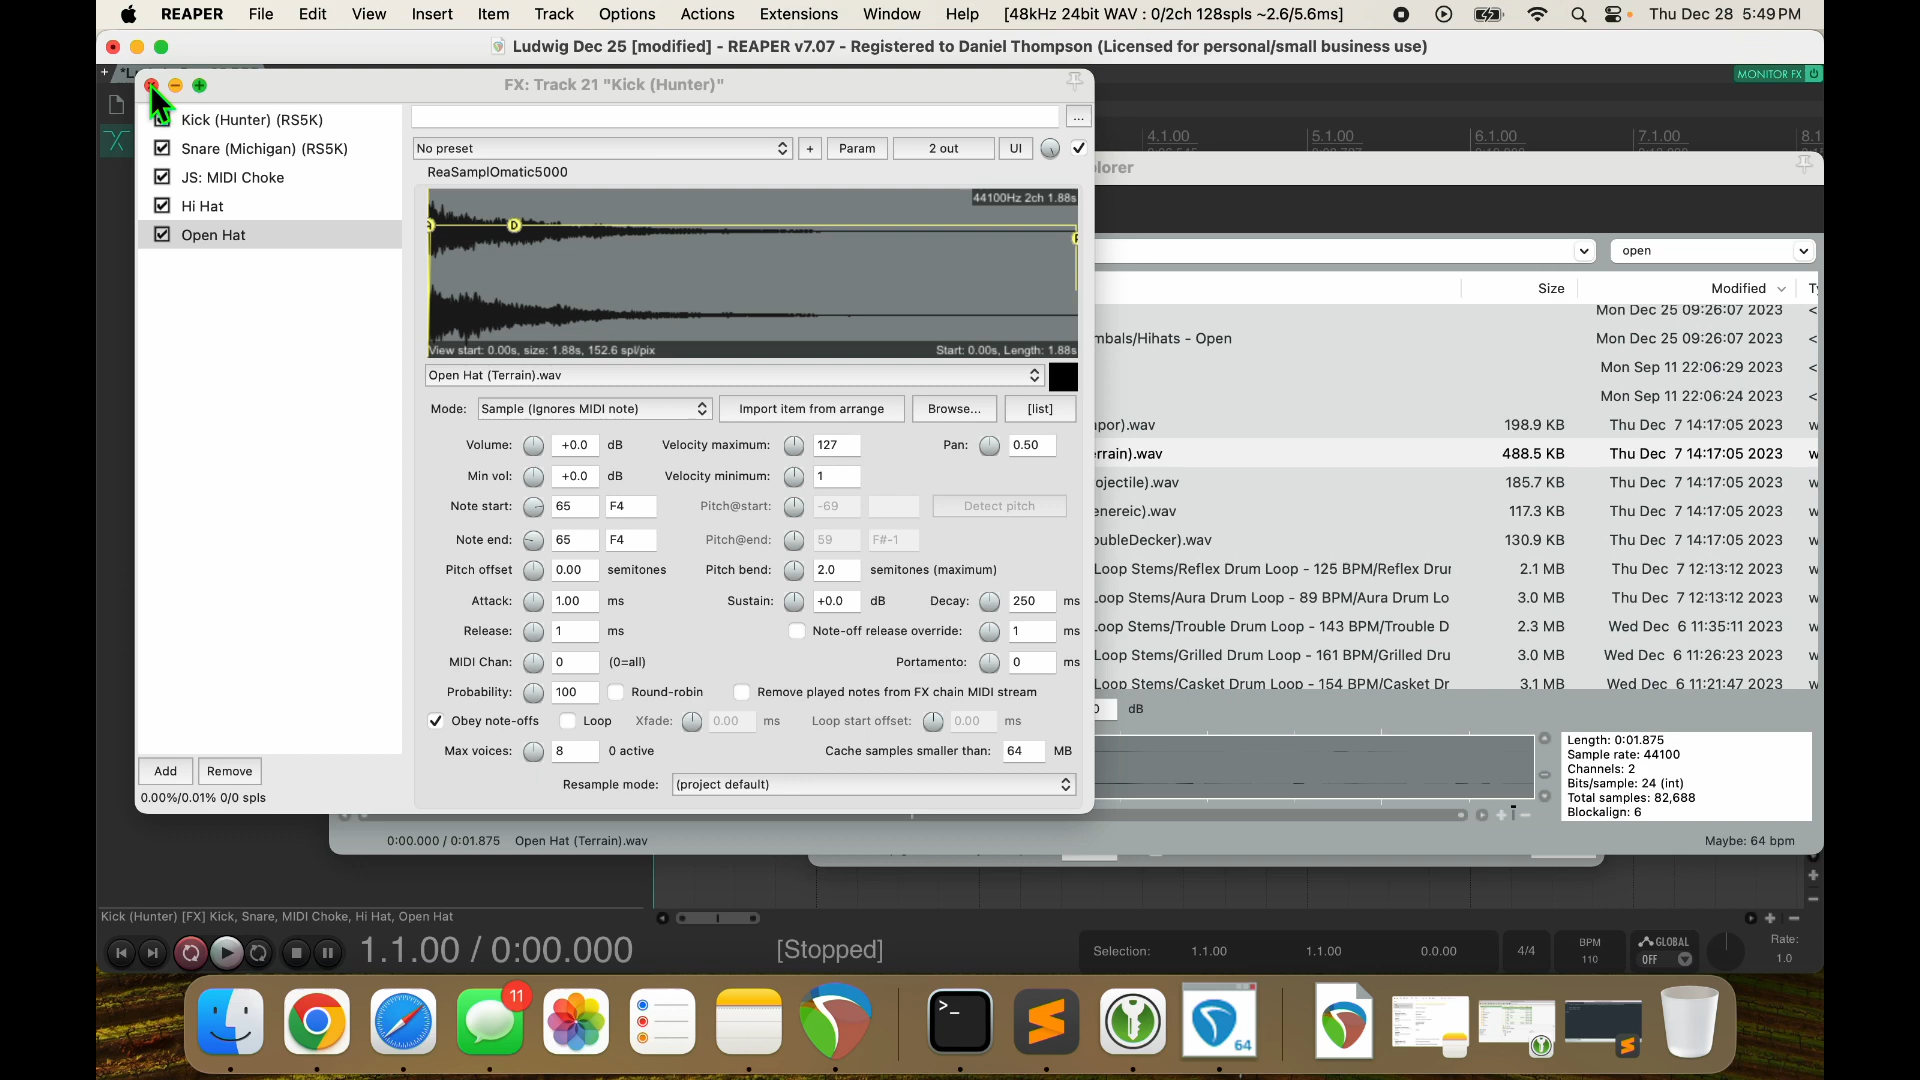 REAPER File Edit View Insert Item Track Options Actions Extensions Window Help [48kHz 24bit WAV : 0/2ch 128spls ~2.6/5.6ms] Thu Dec 28 5:49 PM
Ludwig Dec 25 [modified] - REAPER v7.07 - Registered to Daniel Thompson (Licensed for personal/small business use)
MONITOR FX
FX: Track 21 "Kick (Hunter)"
Kick (Hunter) (RS5K)
Snare (Michigan) (RS5K)
JS: MIDI Choke
Hi Hat
Open Hat
Add Remove
0.00%/0.01% 0/0 spls
...
No preset + Param 2 out UI
ReaSamplOmatic5000
44100Hz 2ch 1.88s
D
View start: 0.00s, size: 1.88s, 152.6 spl/pix Start: 0.00s, Length: 1.88s
Open Hat (Terrain).wav
Mode: Sample (Ignores MIDI note) Import item from arrange Browse... [list]
Volume: +0.0 dB Velocity maximum: 127 Pan: 0.50
Min vol: +0.0 dB Velocity minimum: 1
Note start: 65 F4 Pitch@start: -69 Detect pitch
Note end: 65 F4 Pitch@end: 59 F#-1
Pitch offset 0.00 semitones Pitch bend: 2.0 semitones (maximum)
Attack: 1.00 ms Sustain: +0.0 dB Decay: 250 ms
Release: 1 ms Note-off release override: 1 ms
MIDI Chan: 0 (0=all) Portamento: 0 ms
Probability: 100 Round-robin Remove played notes from FX chain MIDI stream
Obey note-offs Loop Xfade: 0.00 ms Loop start offset: 0.00 ms
Max voices: 8 0 active Cache samples smaller than: 64 MB
Resample mode: (project default)
4.1.00 5.1.00 6.1.00 7.1.00 8.1
lorer
open
Size Modified
Mon Dec 25 09:26:07 2023 <
mbals/Hihats - Open Mon Dec 25 09:26:07 2023 <
Mon Sep 11 22:06:29 2023 <
Mon Sep 11 22:06:24 2023 <
apor).wav 198.9 KB Thu Dec 7 14:17:05 2023 w
errain).wav 488.5 KB Thu Dec 7 14:17:05 2023 w
ojectile).wav 185.7 KB Thu Dec 7 14:17:05 2023 w
enereic).wav 117.3 KB Thu Dec 7 14:17:05 2023 w
oubleDecker).wav 130.9 KB Thu Dec 7 14:17:05 2023 w
Loop Stems/Reflex Drum Loop - 125 BPM/Reflex Drur 2.1 MB Thu Dec 7 12:13:12 2023 w
Loop Stems/Aura Drum Loop - 89 BPM/Aura Drum Lo 3.0 MB Thu Dec 7 12:13:12 2023 w
Loop Stems/Trouble Drum Loop - 143 BPM/Trouble D 2.3 MB Wed Dec 6 11:35:11 2023 w
Loop Stems/Grilled Drum Loop - 161 BPM/Grilled Dru 3.0 MB Wed Dec 6 11:26:23 2023 w
Loop Stems/Casket Drum Loop - 154 BPM/Casket Dr 3.1 MB Wed Dec 6 11:21:47 2023 w
dB
Length: 0:01.875
Sample rate: 44100
Channels: 2
Bits/sample: 24 (int)
Total samples: 82,688
Blockalign: 6
0:00.000 / 0:01.875 Open Hat (Terrain).wav Maybe: 64 bpm
Kick (Hunter) [FX] Kick, Snare, MIDI Choke, Hi Hat, Open Hat
1.1.00 / 0:00.000 [Stopped] Selection: 1.1.00 1.1.00 0.0.00 4/4 BPM 110 GLOBAL OFF Rate: 1.0
11
64